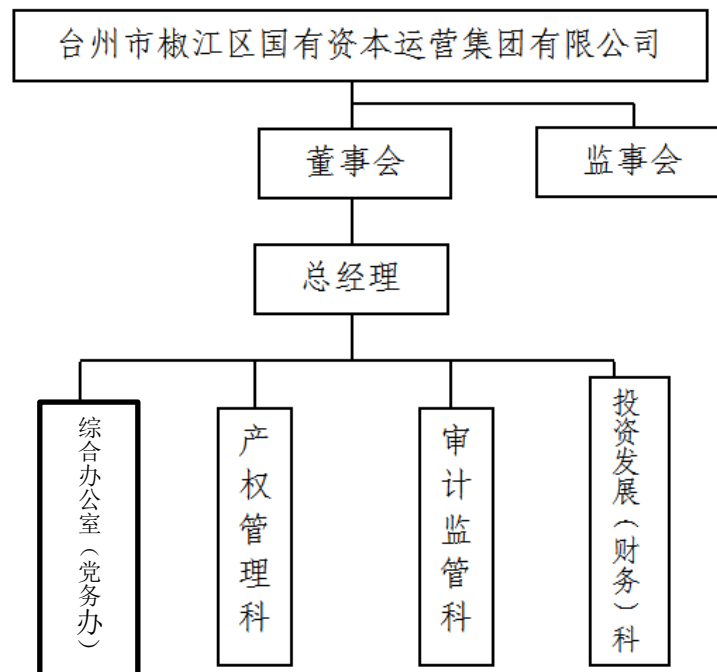 台州市椒江区国有资本运营集团有限公司
董事会
监事会
总经理
综合办公室（党务办）
产权管理科
审计监管科
投资发展（财务）科